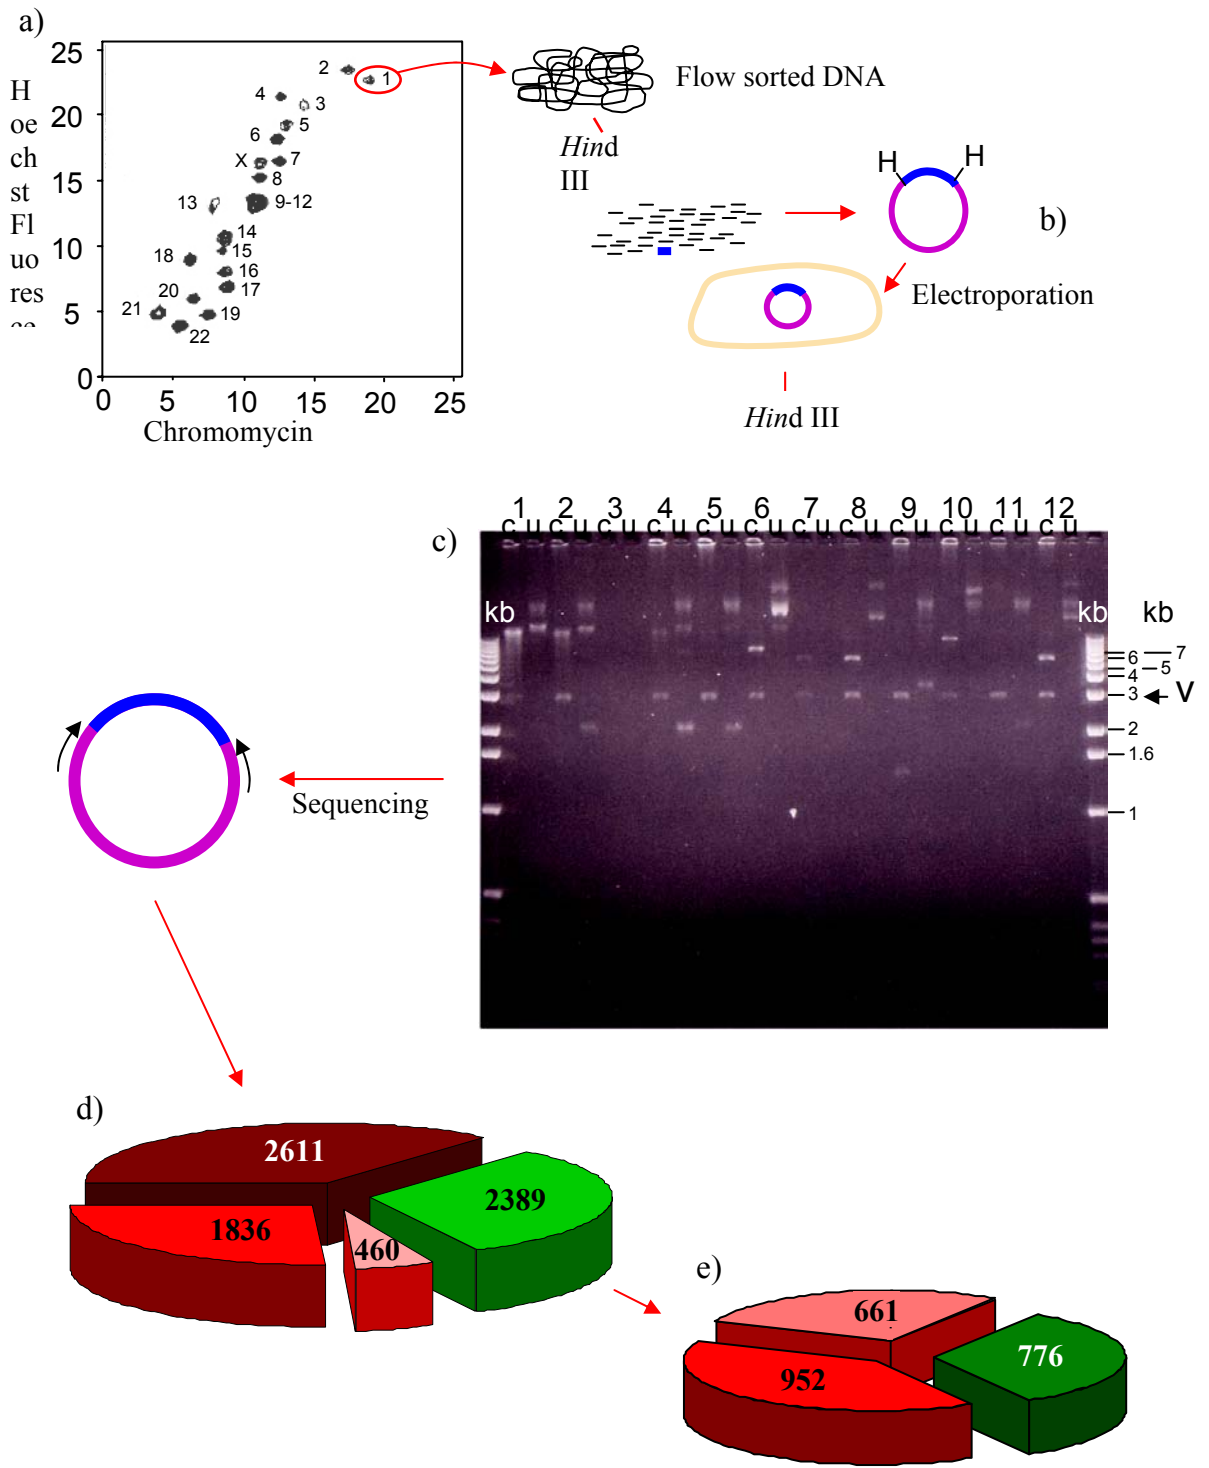 a)
25
20
15
10
5
0
H
oe
ch
st
Fl
uo
res
ce
2
1
4
3
5
6
X
7
8
13
9-12
14
15
18
16
17
20
21
19
22
0 5 10 15 20 25
Chromomycin
Flow sorted DNA
Hind
III
H H
b)
Electroporation
Hind III
c)
1 2 3 4 5 6 7 8 9 10 11 12
c u c u c u c u c u c u c u c u c u c u c u c u
kb kb kb
6 7
5
4
3 V
2
1.6
1
Sequencing
d)
2611
2389
1836
460
e)
661
776
952